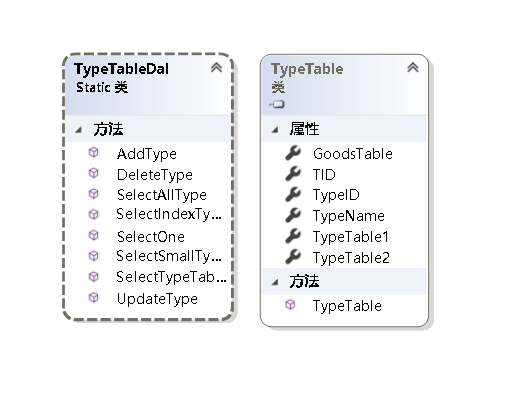 TypeTableDal
Static 类
方法
AddType
DeleteType
SelectAllType
SelectIndexTy...
SelectOne
SelectSmallTy...
SelectTypeTab...
UpdateType
TypeTable
类
属性
GoodsTable
TID
TypeID
TypeName
TypeTable1
TypeTable2
方法
TypeTable